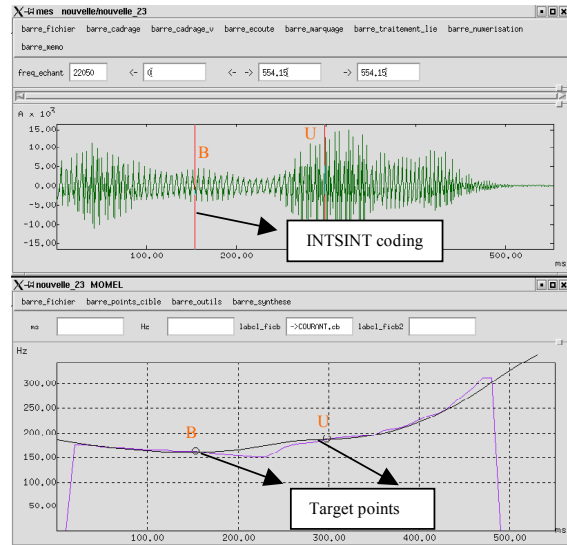 mes nouvelle/nouvelle_23
barre_fichier barre_cadrage barre_cadrage_v barre_ecoute barre_marquage barre_traitement_lie barre_numerisation
barre_memo
freq_echant 22050 <- 0 <- -> 554.15 -> 554.15
A x 10³
15.00
10.00
5.00
0.00
-5.00
-10.00
-15.00
B
U
INTSINT coding
100.00 200.00 500.00
ms
nouvelle_23 MOMEL
barre_fichier barre_points_cible barre_outils barre_synthese
ms Hz labcl_ficb ->COURANT.cb labcl_ficb2
Hz
300.00
250.00
200.00
150.00
100.00
50.00
B
U
Target points
100.00 200.00 300.00 400.00 500.00
ms